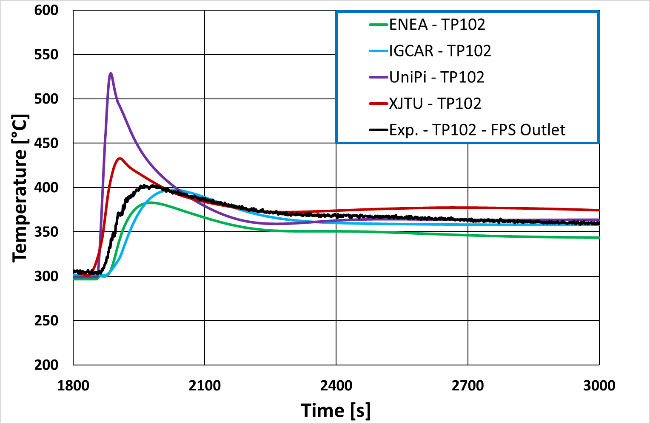 600
550
500
450
400
350
300
250
200
Temperature [°C]
ENEA - TP102
IGCAR - TP102
UniPi - TP102
XJTU - TP102
Exp. - TP102 - FPS Outlet
1800 2100 2400 2700 3000
Time [s]